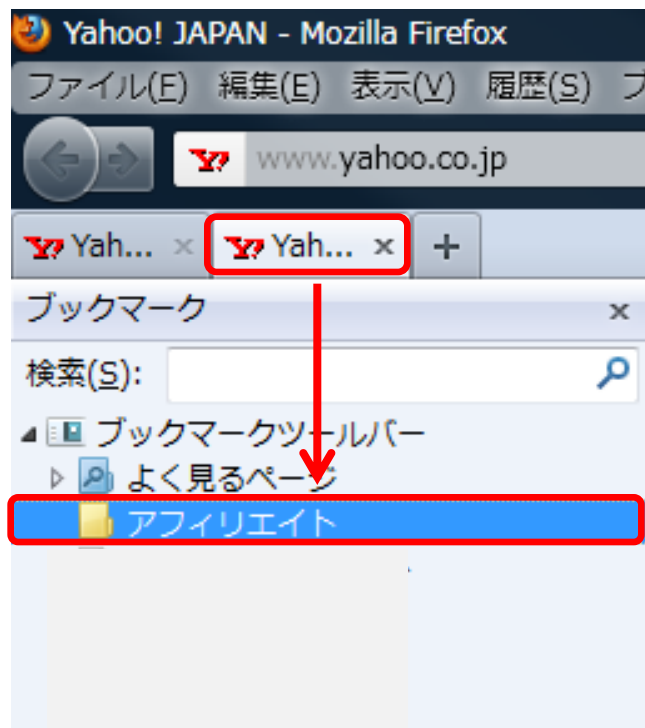 Yahoo! JAPAN - Mozilla Firefox
ファイル(F) 編集(E) 表示(V) 履歴(S) ブ
Y? www.yahoo.co.jp
Y? Yah... × Y? Yah... × +
ブックマーク ×
検索(S):
ブックマークツールバー
よく見るページ
アフィリエイト